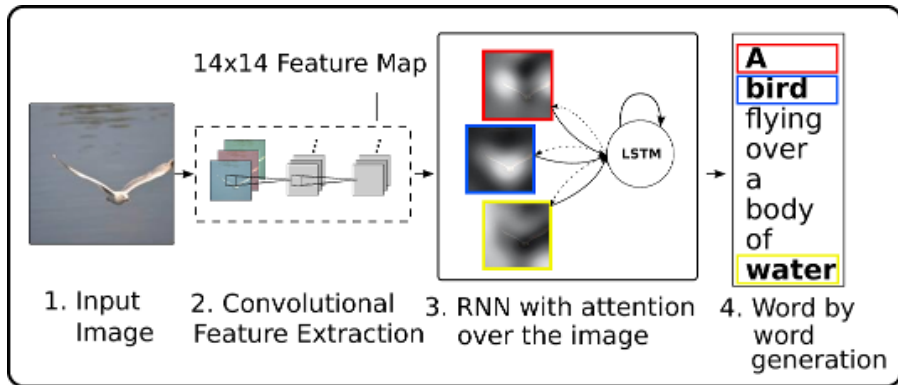 14x14 Feature Map
LSTM
A
bird
flying
over
a
body
of
water
1. Input
Image
2. Convolutional
Feature Extraction
3. RNN with attention
over the image
4. Word by
word
generation